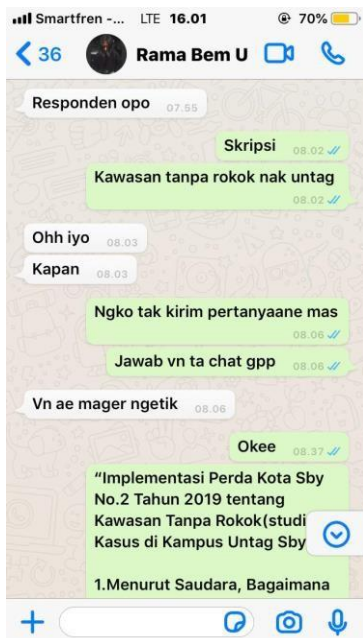 Smartfren -... LTE 16.01 70%
36 Rama Bem U
Responden opo 07.55
Skripsi 08.02
Kawasan tanpa rokok nak untag
08.02
Ohh iyo 08.03
Kapan 08.03
Ngko tak kirim pertanyaane mas
08.06
Jawab vn ta chat gpp 08.06
Vn ae mager ngetik 08.06
Okee 08.37
"Implementasi Perda Kota Sby
No.2 Tahun 2019 tentang
Kawasan Tanpa Rokok(studi
Kasus di Kampus Untag Sby
1.Menurut Saudara, Bagaimana